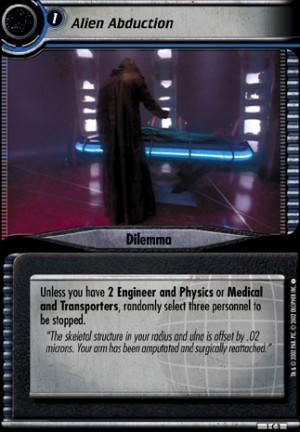 1
Alien Abduction
Dilemma
Unless you have 2 Engineer and Physics or Medical
and Transporters, randomly select three personnel to
be stopped.
"The skeletal structure in your radius and ulna is offset by .02
microns. Your arm has been amputated and surgically reattached."